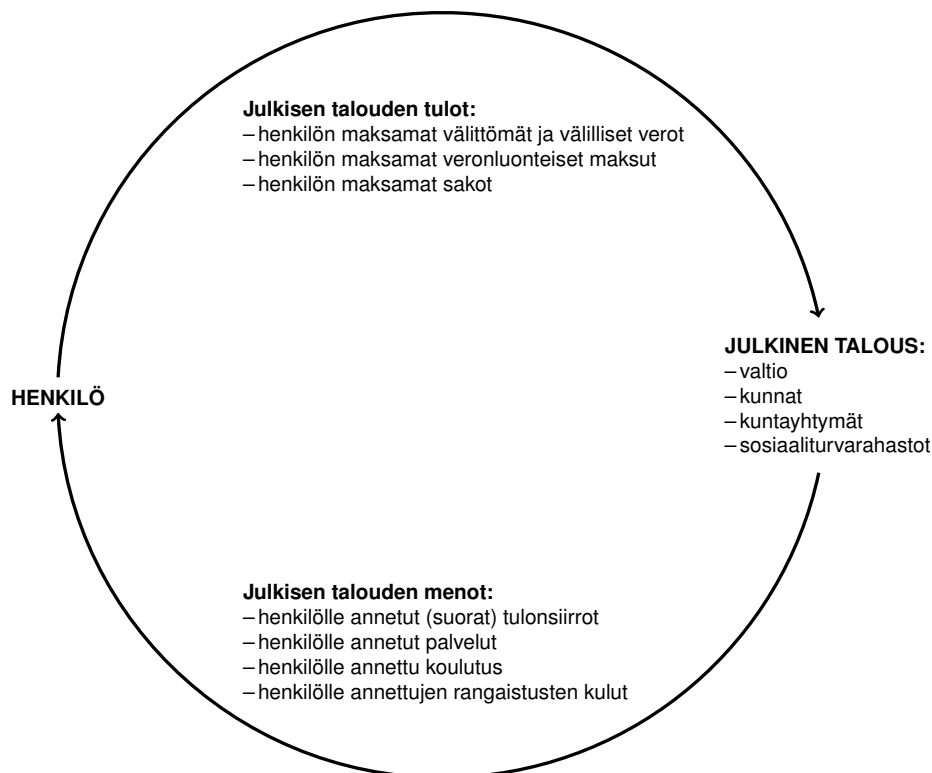 Julkisen talouden tulot:
– henkilön maksamat välittömät ja välilliset verot
– henkilön maksamat veronluonteiset maksut
– henkilön maksamat sakot
JULKINEN TALOUS:
– valtio
– kunnat
– kuntayhtymät
– sosiaaliturvarahastot
HENKILÖ
Julkisen talouden menot:
– henkilölle annetut (suorat) tulonsiirrot
– henkilölle annetut palvelut
– henkilölle annettu koulutus
– henkilölle annettujen rangaistusten kulut